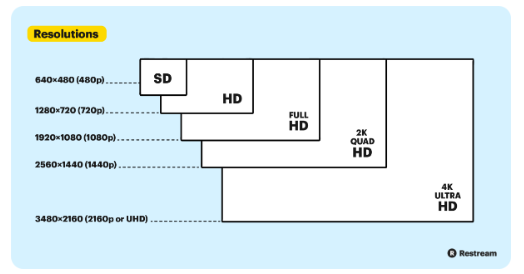 Resolutions
640×480 (480p)
SD
1280×720 (720p)
HD
1920×1080 (1080p)
FULL
HD
2560×1440 (1440p)
2K
QUAD
HD
3480×2160 (2160p or UHD)
4K
ULTRA
HD
Restream